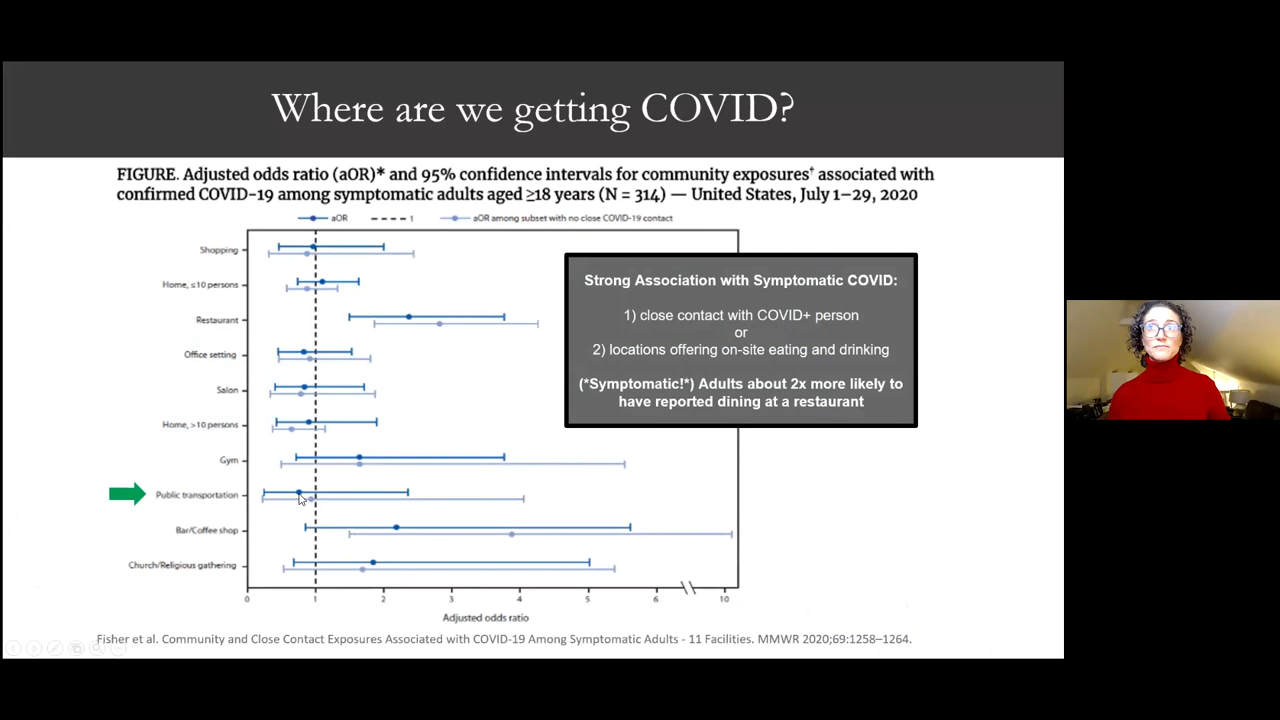 Where are we getting COVID?
FIGURE. Adjusted odds ratio (aOR)* and 95% confidence intervals for community exposures† associated with
confirmed COVID-19 among symptomatic adults aged ≥18 years (N = 314) — United States, July 1–29, 2020
aOR
1
aOR among subset with no close COVID-19 contact
Shopping
Home, ≤10 persons
Restaurant
Office setting
Salon
Home, >10 persons
Gym
Public transportation
Bar/Coffee shop
Church/Religious gathering
Strong Association with Symptomatic COVID:
1) close contact with COVID+ person
or
2) locations offering on-site eating and drinking
(*Symptomatic!*) Adults about 2x more likely to
have reported dining at a restaurant
0 1 2 3 4 5 6 10
Adjusted odds ratio
Fisher et al. Community and Close Contact Exposures Associated with COVID-19 Among Symptomatic Adults - 11 Facilities. MMWR 2020;69:1258–1264.